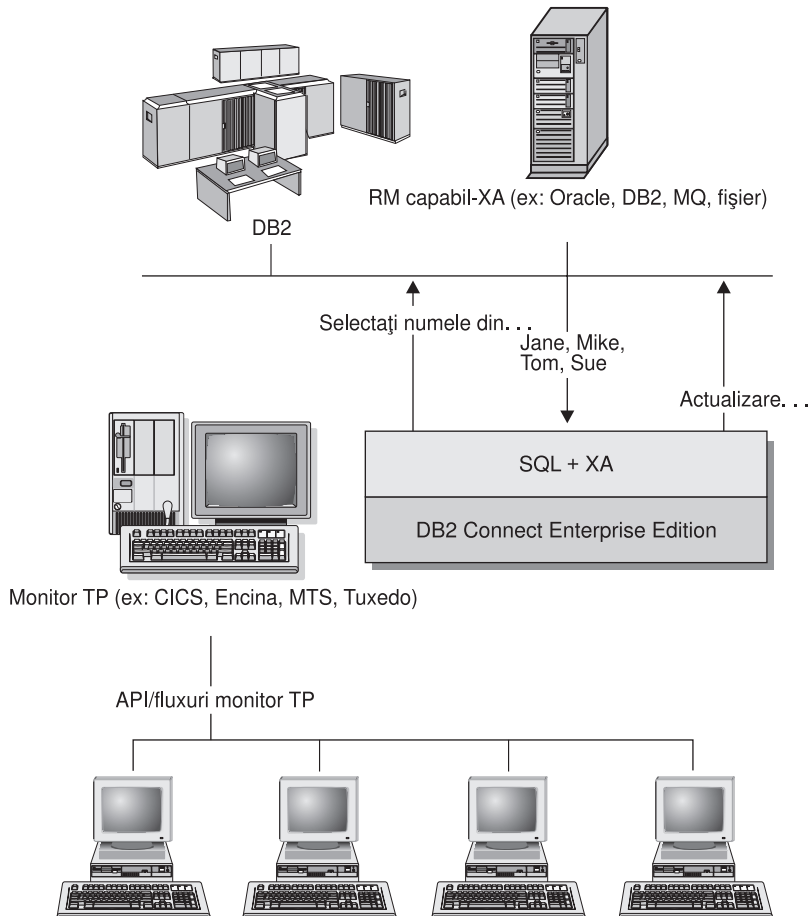 RM capabil-XA (ex: Oracle, DB2, MQ, fişier)
DB2
Selectaţi numele din. . .
Jane, Mike,
Tom, Sue
Actualizare. . .
SQL + XA
DB2 Connect Enterprise Edition
Monitor TP (ex: CICS, Encina, MTS, Tuxedo)
API/fluxuri monitor TP